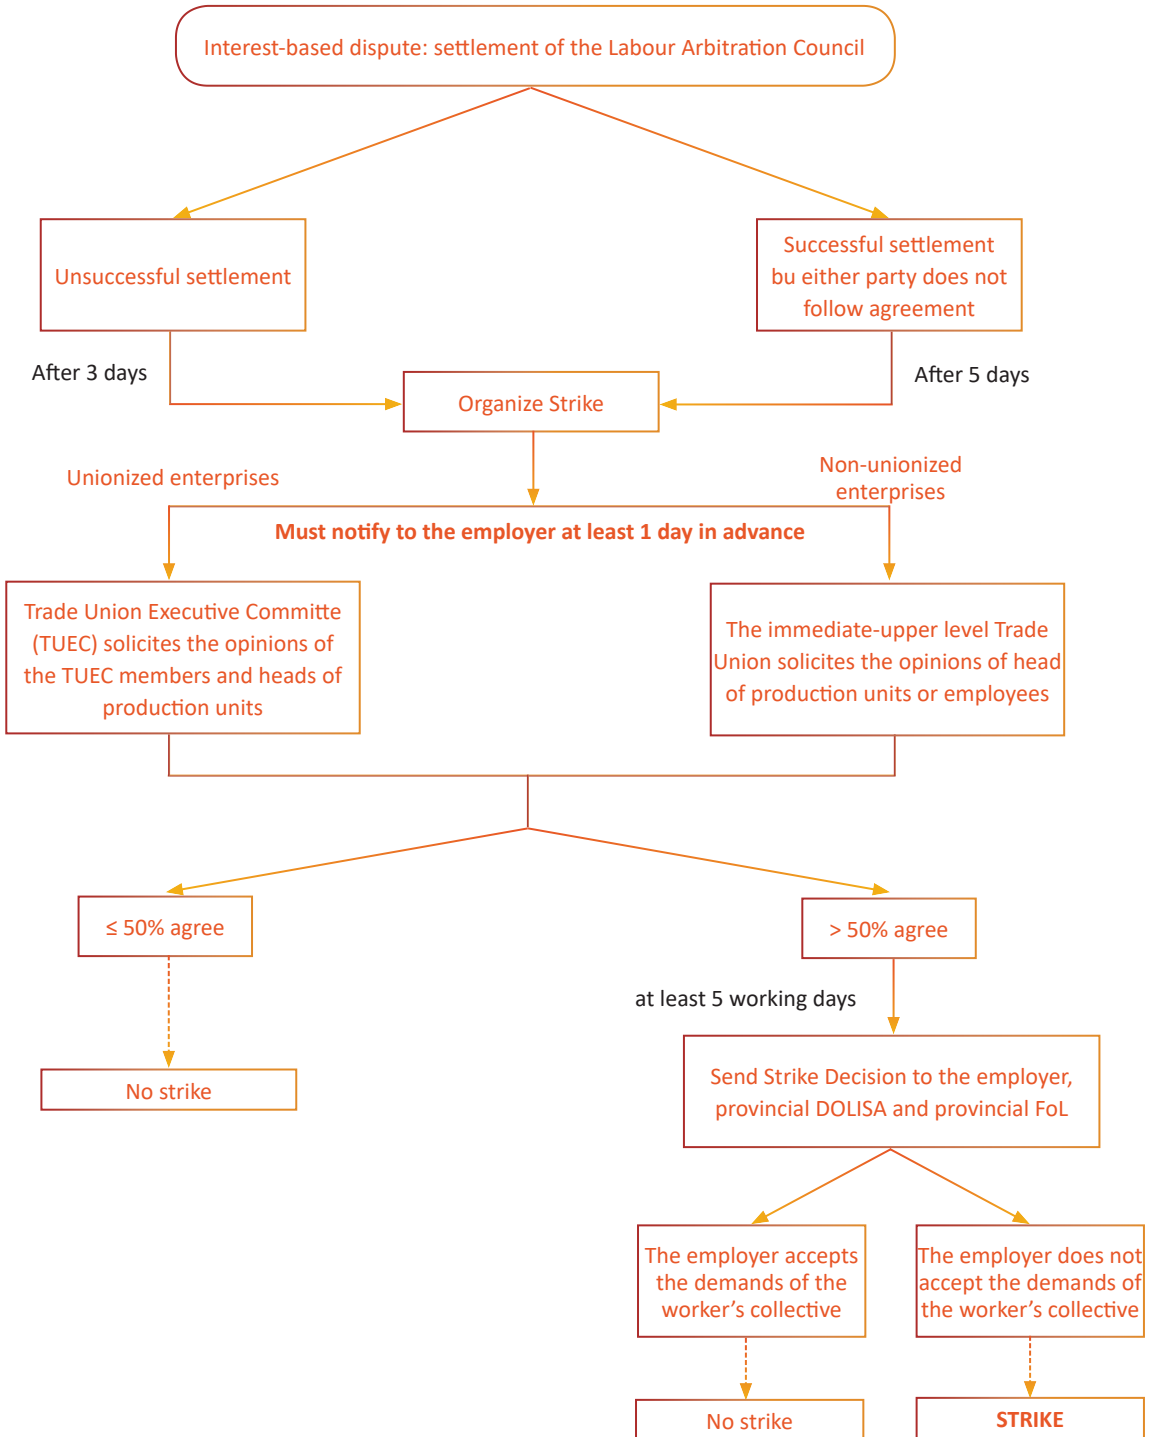 Interest-based dispute: settlement of the Labour Arbitration Council
Unsuccessful settlement
Successful settlement
bu either party does not
follow agreement
After 3 days
After 5 days
Organize Strike
Unionized enterprises
Non-unionized
enterprises
Must notify to the employer at least 1 day in advance
Trade Union Executive Committe
(TUEC) solicites the opinions of
the TUEC members and heads of
production units
The immediate-upper level Trade
Union solicites the opinions of head
of production units or employees
≤ 50% agree
> 50% agree
at least 5 working days
No strike
Send Strike Decision to the employer,
provincial DOLISA and provincial FoL
The employer accepts
the demands of the
worker’s collective
The employer does not
accept the demands of
the worker’s collective
No strike
STRIKE